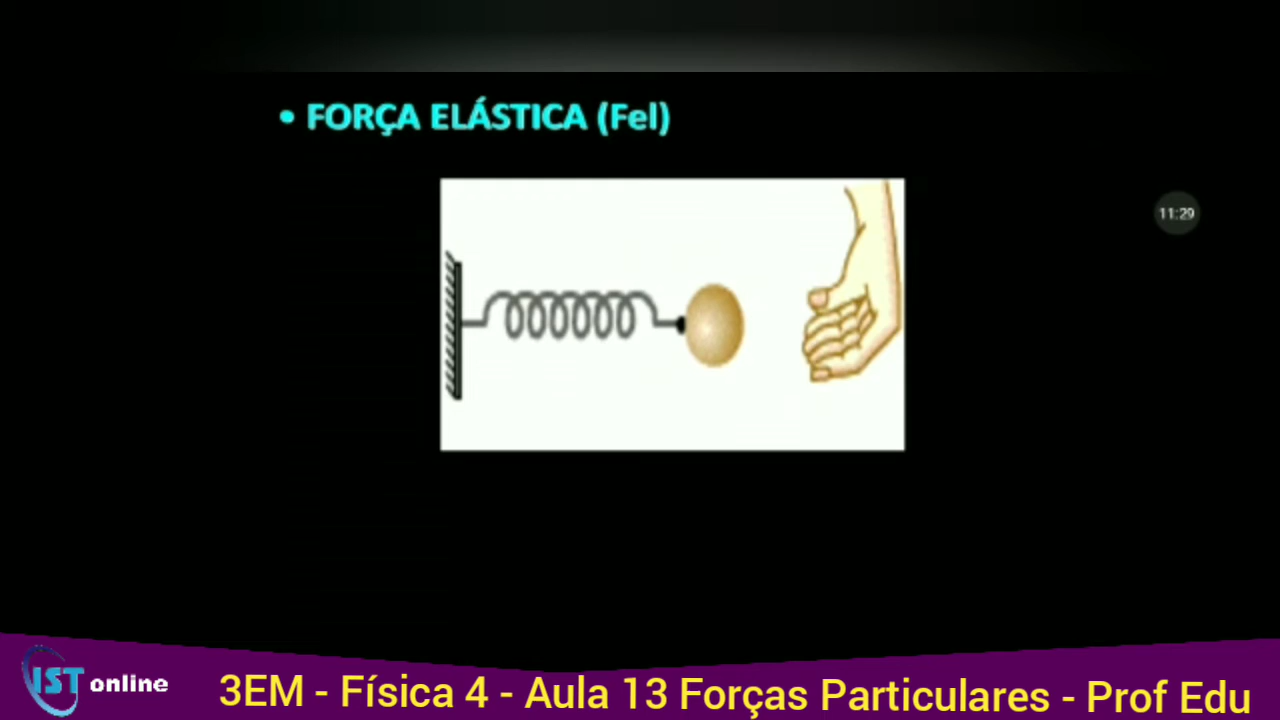 • FORÇA ELÁSTICA (Fel)
11:29
IST online
3EM - Física 4 - Aula 13 Forças Particulares - Prof Edu